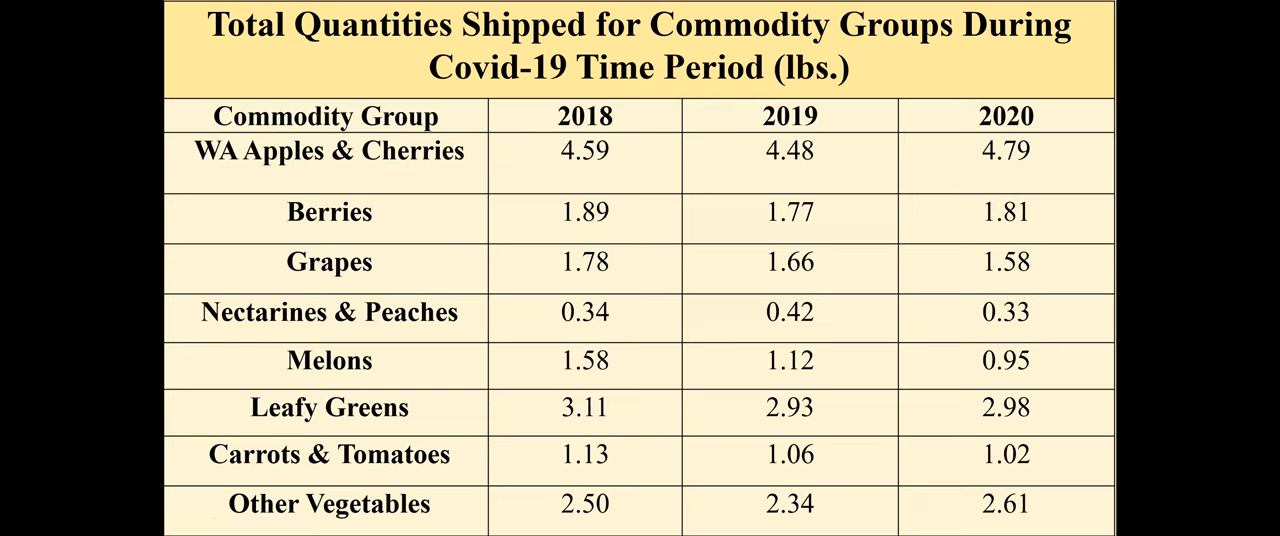 Total Quantities Shipped for Commodity Groups During
Covid-19 Time Period (lbs.)
Commodity Group 2018 2019 2020
WA Apples & Cherries 4.59 4.48 4.79
Berries 1.89 1.77 1.81
Grapes 1.78 1.66 1.58
Nectarines & Peaches 0.34 0.42 0.33
Melons 1.58 1.12 0.95
Leafy Greens 3.11 2.93 2.98
Carrots & Tomatoes 1.13 1.06 1.02
Other Vegetables 2.50 2.34 2.61